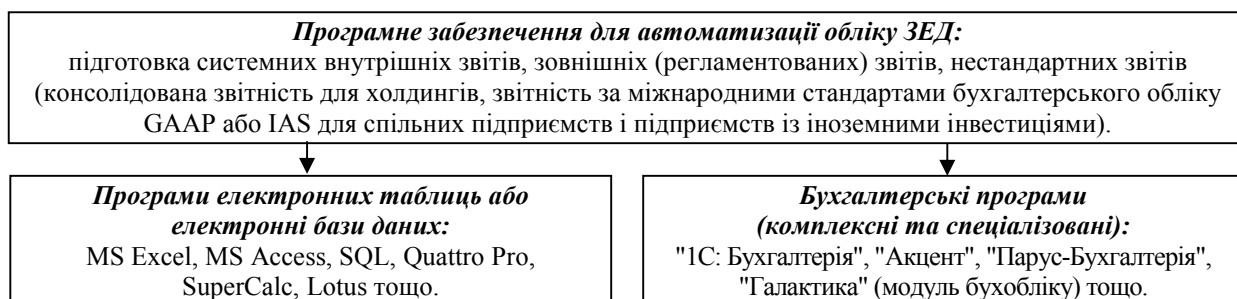 Програмне забезпечення для автоматизації обліку ЗЕД:
підготовка системних внутрішніх звітів, зовнішніх (регламентованих) звітів, нестандартних звітів
(консолідована звітність для холдингів, звітність за міжнародними стандартами бухгалтерського обліку
GAAP або IAS для спільних підприємств і підприємств із іноземними інвестиціями).
Програми електронних таблиць або
електронні бази даних:
MS Excel, MS Access, SQL, Quattro Pro,
SuperCalc, Lotus тощо.
Бухгалтерські програми
(комплексні та спеціалізовані):
"1С: Бухгалтерія", "Акцент", "Парус-Бухгалтерія",
"Галактика" (модуль бухобліку) тощо.